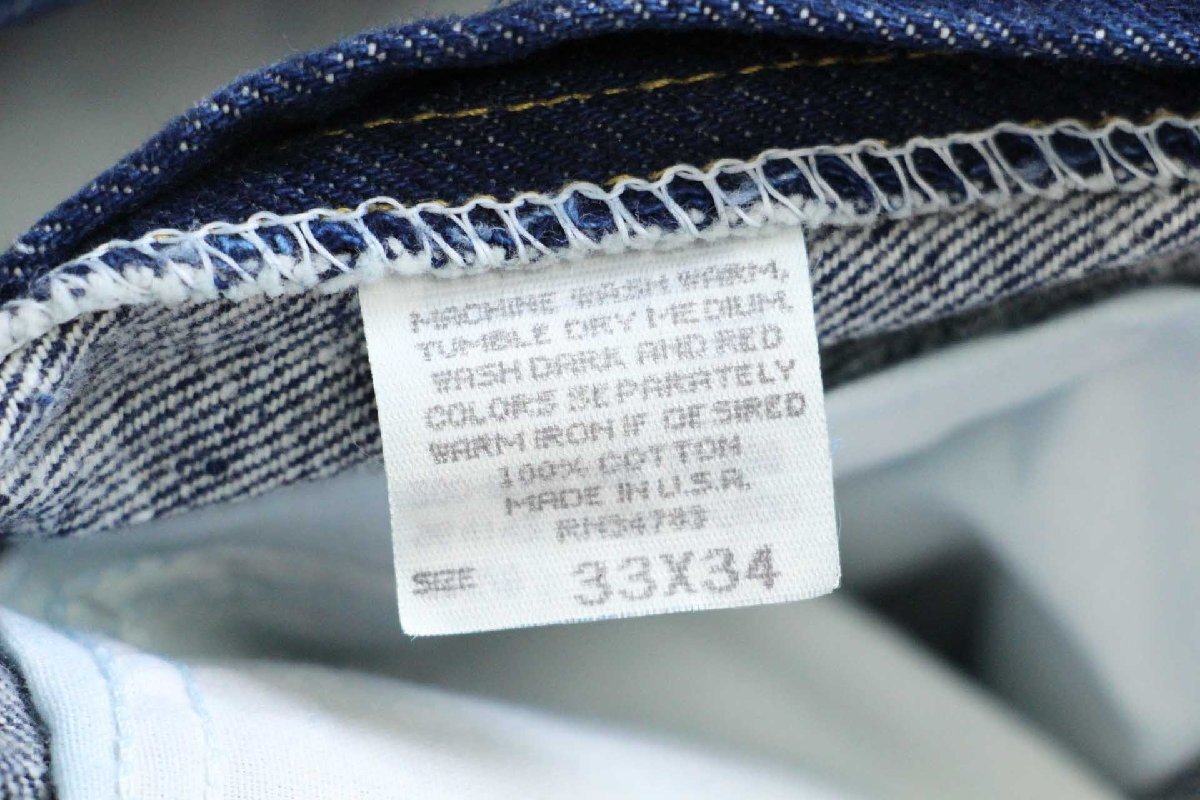 MACHINE WASH WARM,
TUMBLE DRY MEDIUM.
WASH DARK AND RED
COLORS SEPARATELY
WARM IRON IF DESIRED
100% COTTON
MADE IN U.S.A.
RN34783
SIZE 33X34